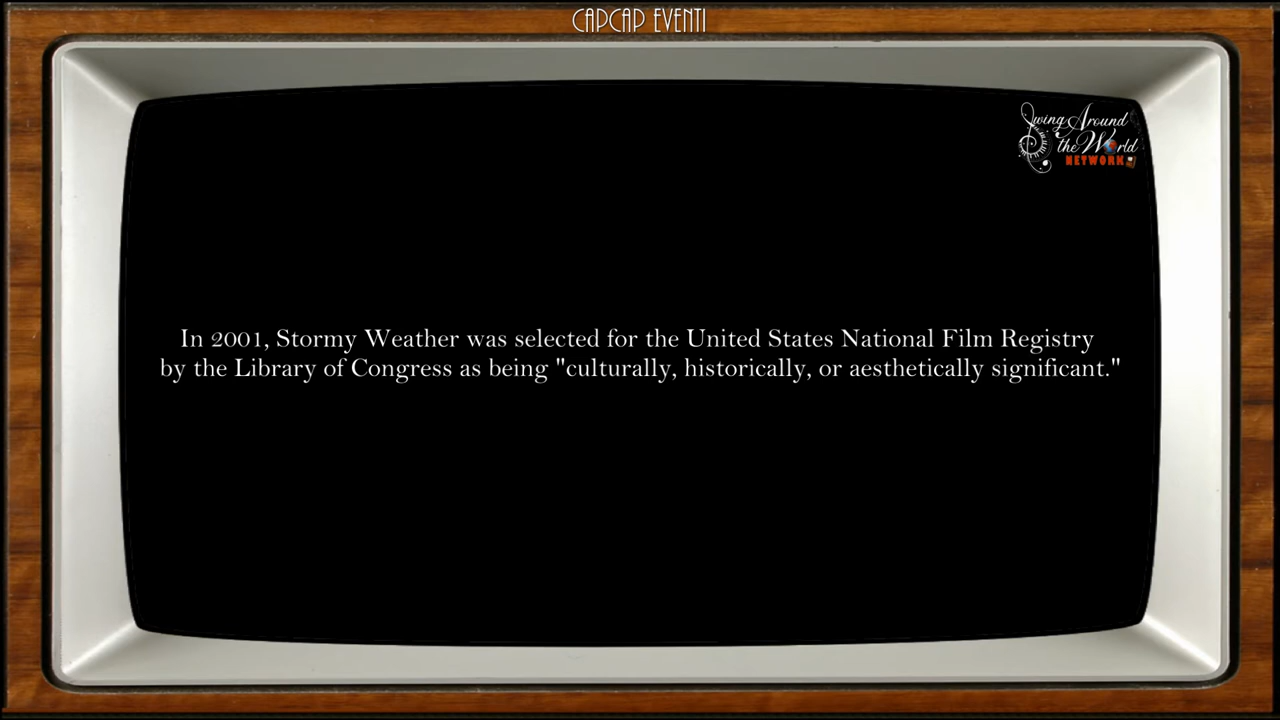 CAPCAP EVENTI
Swing Around
the World
NETWORK
In 2001, Stormy Weather was selected for the United States National Film Registry
by the Library of Congress as being "culturally, historically, or aesthetically significant."